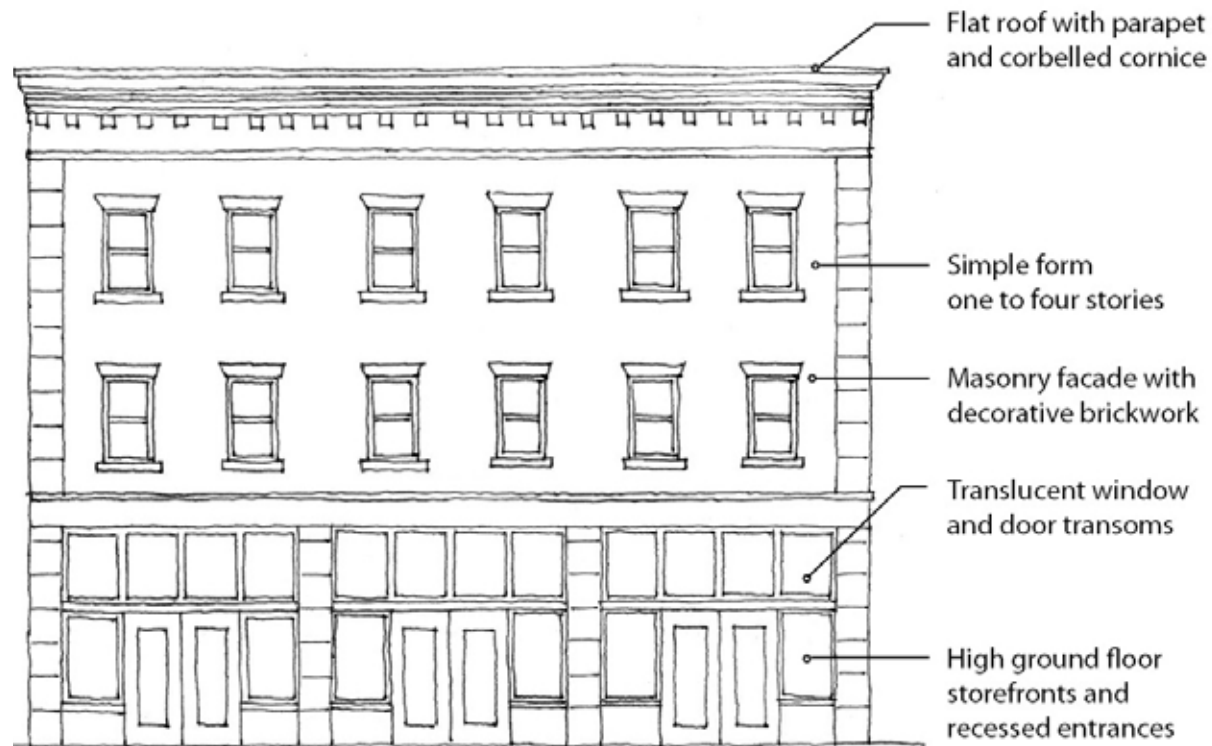 Flat roof with parapet
and corbelled cornice
Simple form
one to four stories
Masonry facade with
decorative brickwork
Translucent window
and door transoms
High ground floor
storefronts and
recessed entrances